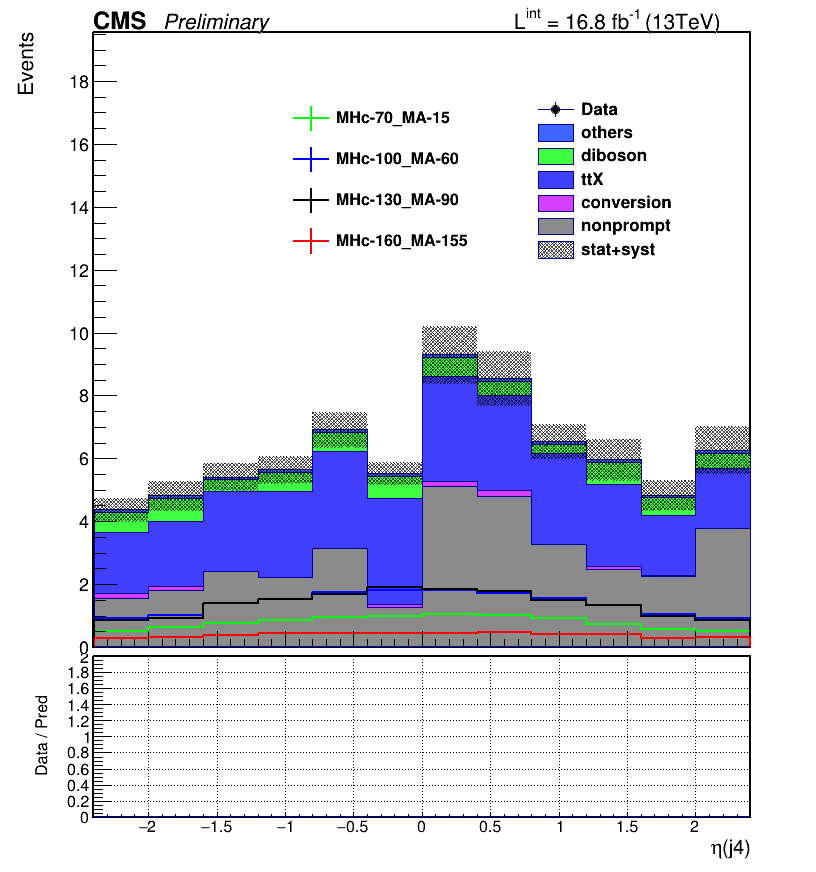 CMS Preliminary L^int = 16.8 fb^-1 (13TeV)
Events
18
16
14
12
10
8
6
4
2
0
MHc-70_MA-15
MHc-100_MA-60
MHc-130_MA-90
MHc-160_MA-155
Data
others
diboson
ttX
conversion
nonprompt
stat+syst
Data / Pred
2
1.8
1.6
1.4
1.2
1
0.8
0.6
0.4
0.2
0
−2 −1.5 −1 −0.5 0 0.5 1 1.5 2
η(j4)